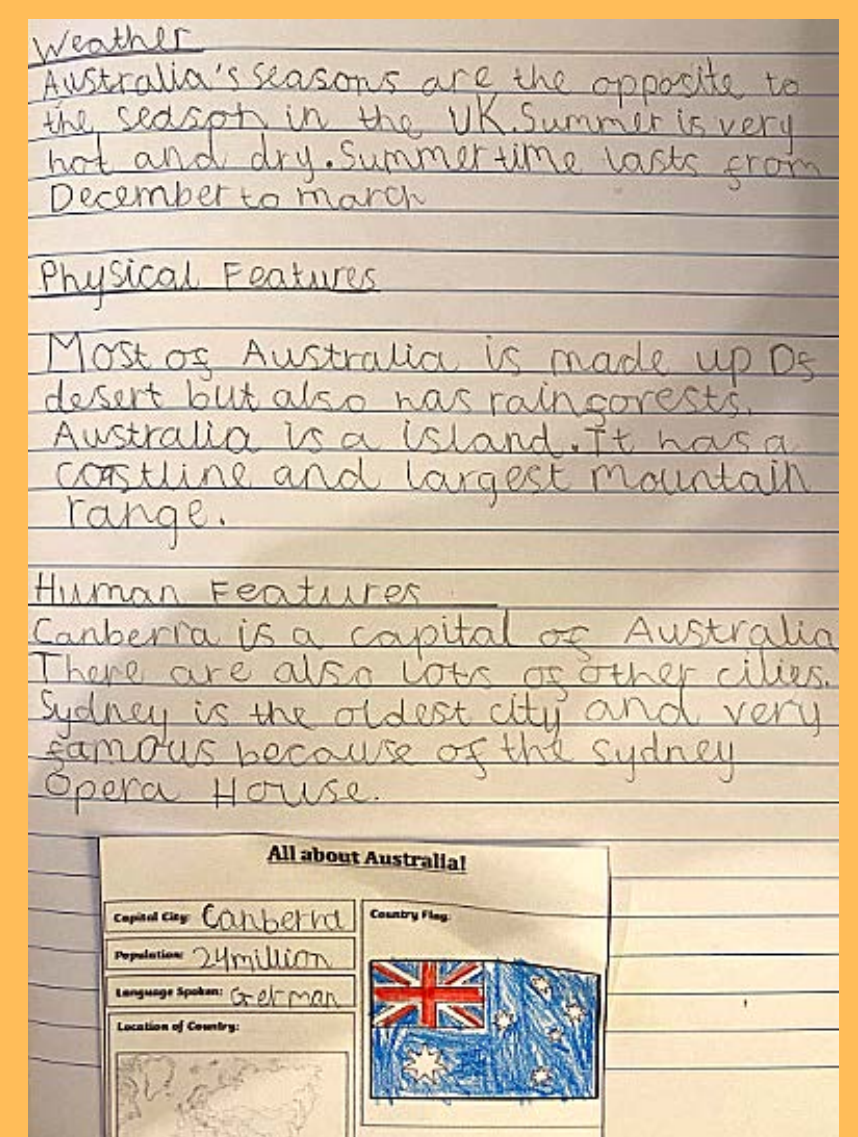 Weather
Australia's seasons are the opposite to
the season in the UK. Summer is very
hot and dry. Summer time lasts from
December to march
Physical Features
Most of Australia is made up Of
desert but also has rainforests.
Australia is a island. It has a
coastline and largest mountain
range.
Human Features
Canberra is a capital of Australia
There are also lots of other cities.
Sydney is the oldest city and very
famous because of the sydney
Opera House.
All about Australia!
Capital City: Canberra
Country Flag:
Population: 24 million
Language Spoken: German
Location of Country: